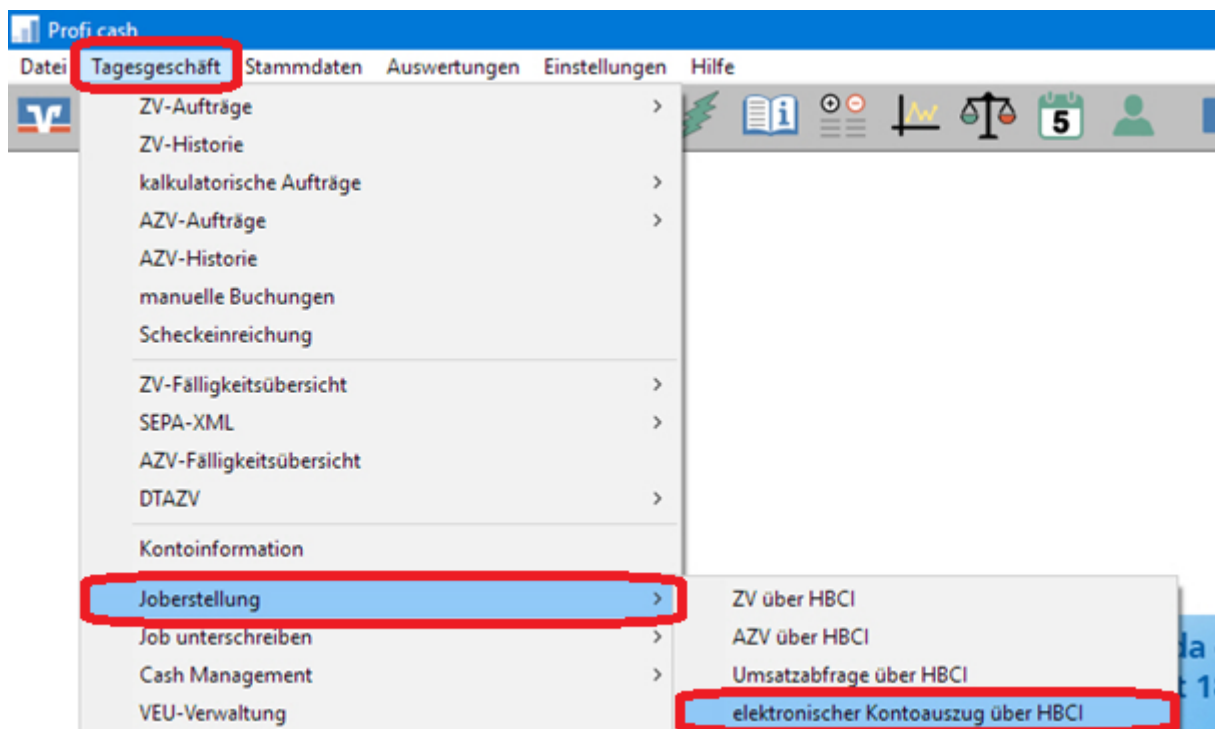 Profi cash
Datei Tagesgeschäft Stammdaten Auswertungen Einstellungen Hilfe
5
ZV-Aufträge
ZV-Historie
kalkulatorische Aufträge
AZV-Aufträge
AZV-Historie
manuelle Buchungen
Scheckeinreichung
ZV-Fälligkeitsübersicht
SEPA-XML
AZV-Fälligkeitsübersicht
DTAZV
Kontoinformation
Joberstellung
Job unterschreiben
Cash Management
VEU-Verwaltung
ZV über HBCI
AZV über HBCI
Umsatzabfrage über HBCI
elektronischer Kontoauszug über HBCI